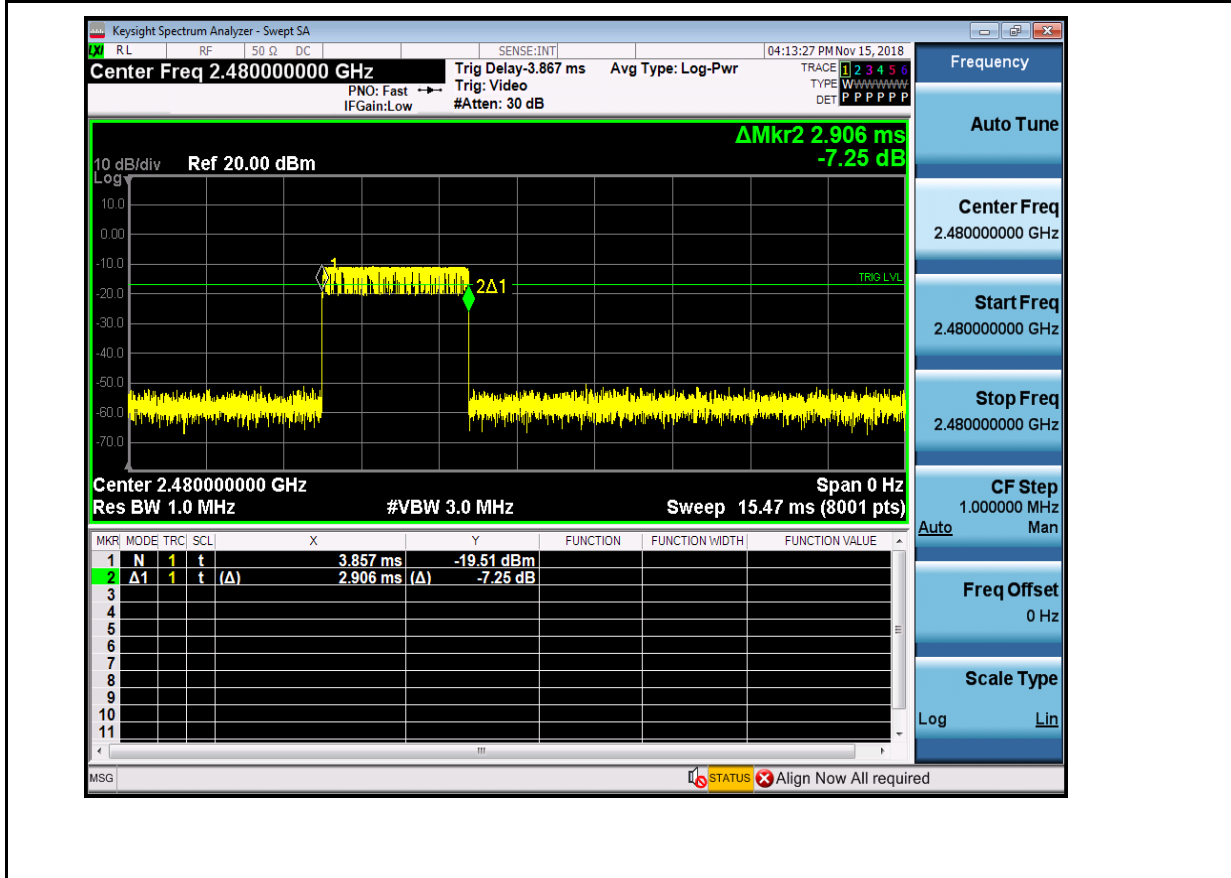 Keysight Spectrum Analyzer - Swept SA
LXI RL RF 50 Ω DC SENSE:INT 04:13:27 PM Nov 15, 2018
Center Freq 2.480000000 GHz
PNO: Fast
IFGain:Low
Trig Delay-3.867 ms
Trig: Video
#Atten: 30 dB
Avg Type: Log-Pwr
TRACE 1 2 3 4 5 6
TYPE WWWWWW
DET P P P P P P
ΔMkr2 2.906 ms
-7.25 dB
10 dB/div Ref 20.00 dBm
Log
10.0
0.00
-10.0
-20.0
-30.0
-40.0
-50.0
-60.0
-70.0
1
2Δ1
TRIG LVL
Center 2.480000000 GHz Span 0 Hz
Res BW 1.0 MHz #VBW 3.0 MHz Sweep 15.47 ms (8001 pts)
MKR MODE TRC SCL X Y FUNCTION FUNCTION WIDTH FUNCTION VALUE
1 N 1 t 3.857 ms -19.51 dBm
2 Δ1 1 t (Δ) 2.906 ms (Δ) -7.25 dB
3
4
5
6
7
8
9
10
11
MSG STATUS Align Now All required
Frequency
Auto Tune
Center Freq
2.480000000 GHz
Start Freq
2.480000000 GHz
Stop Freq
2.480000000 GHz
CF Step
1.000000 MHz
Auto Man
Freq Offset
0 Hz
Scale Type
Log Lin